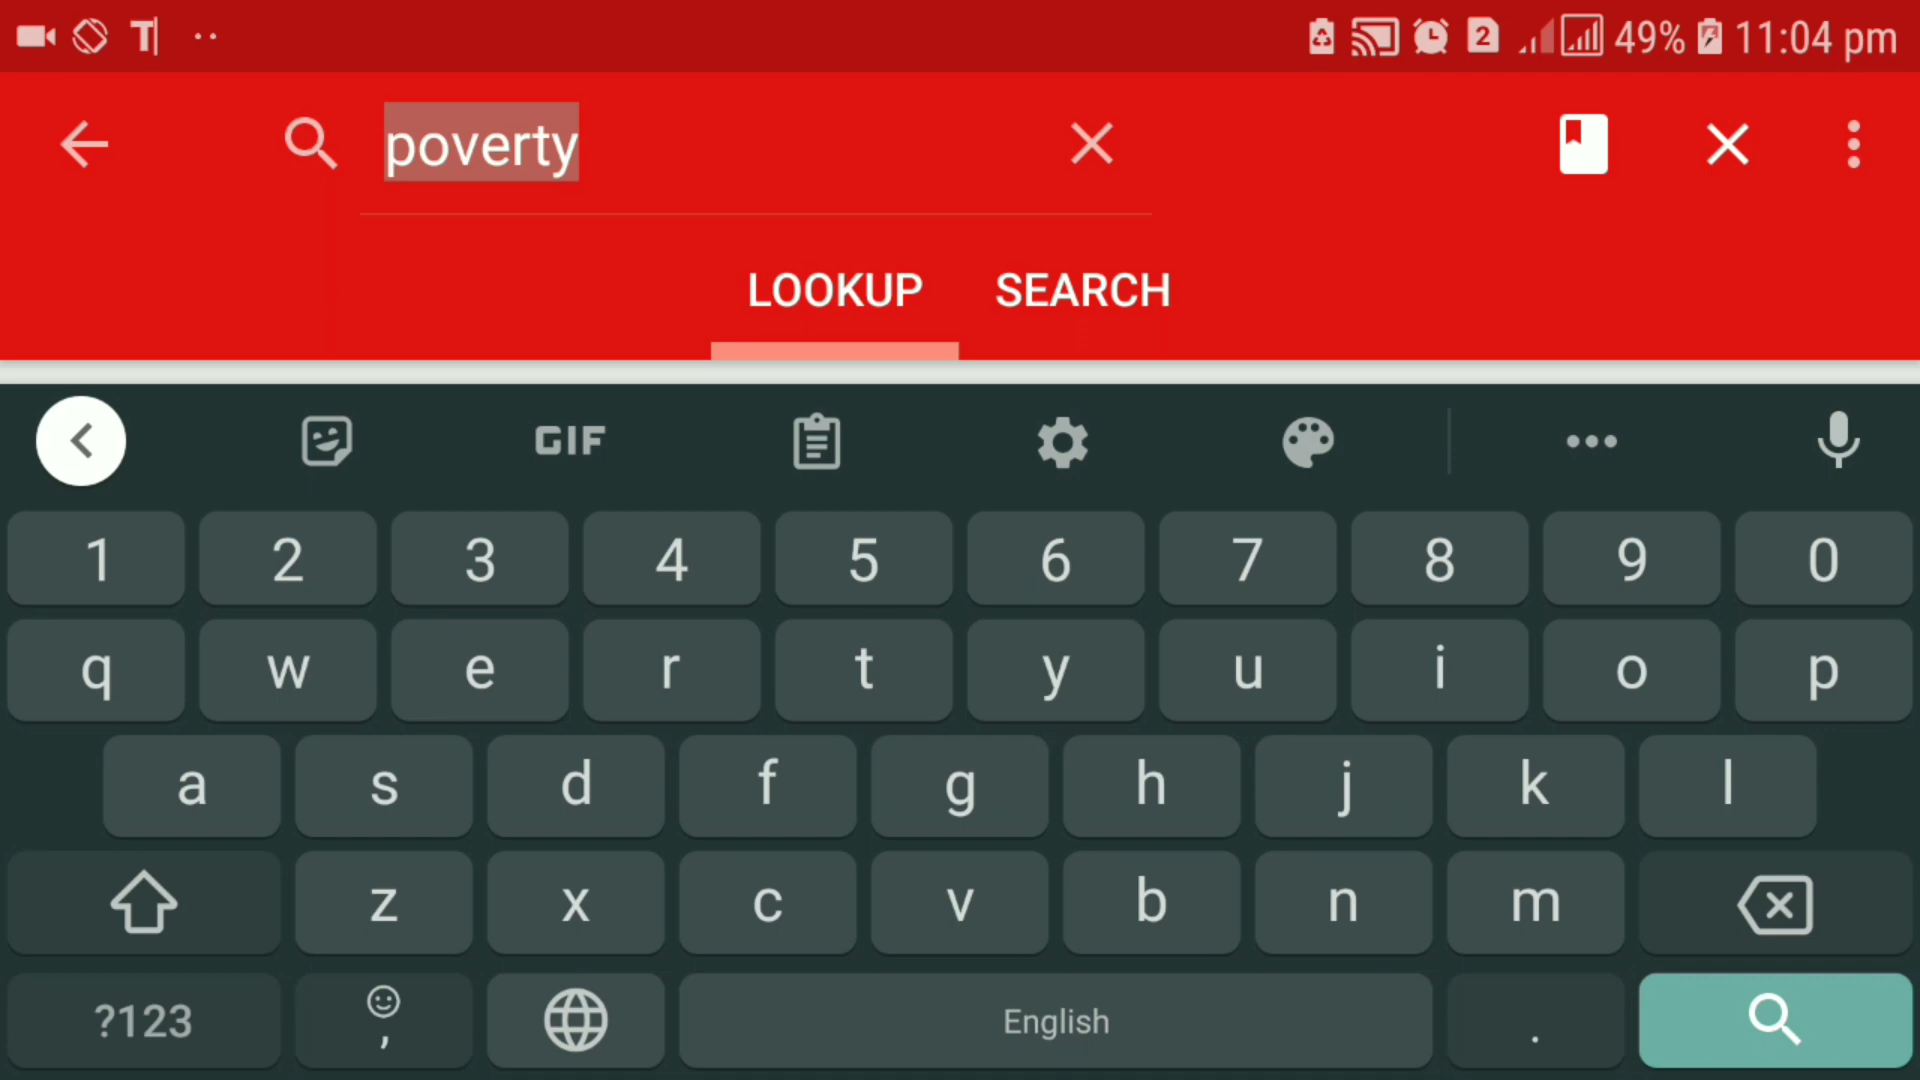 T 2 49% 11:04 pm
poverty
LOOKUP SEARCH
GIF
1 2 3 4 5 6 7 8 9 0
q w e r t y u i o p
a s d f g h j k l
z x c v b n m
?123 , English .